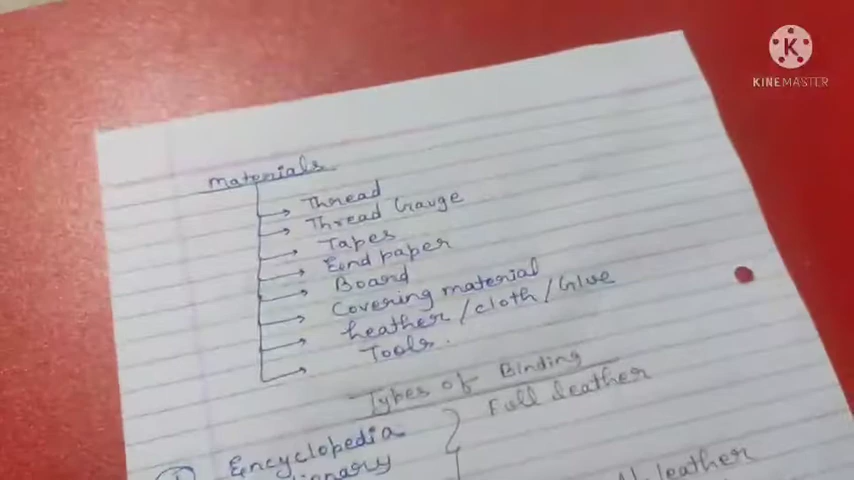 K
KINEMASTER
Materials
Thread
Thread Gauge
Tapes
End paper
Board
Covering material
Leather/cloth/Glue
Tools.
Types of Binding
Encyclopedia
Full leather
leather